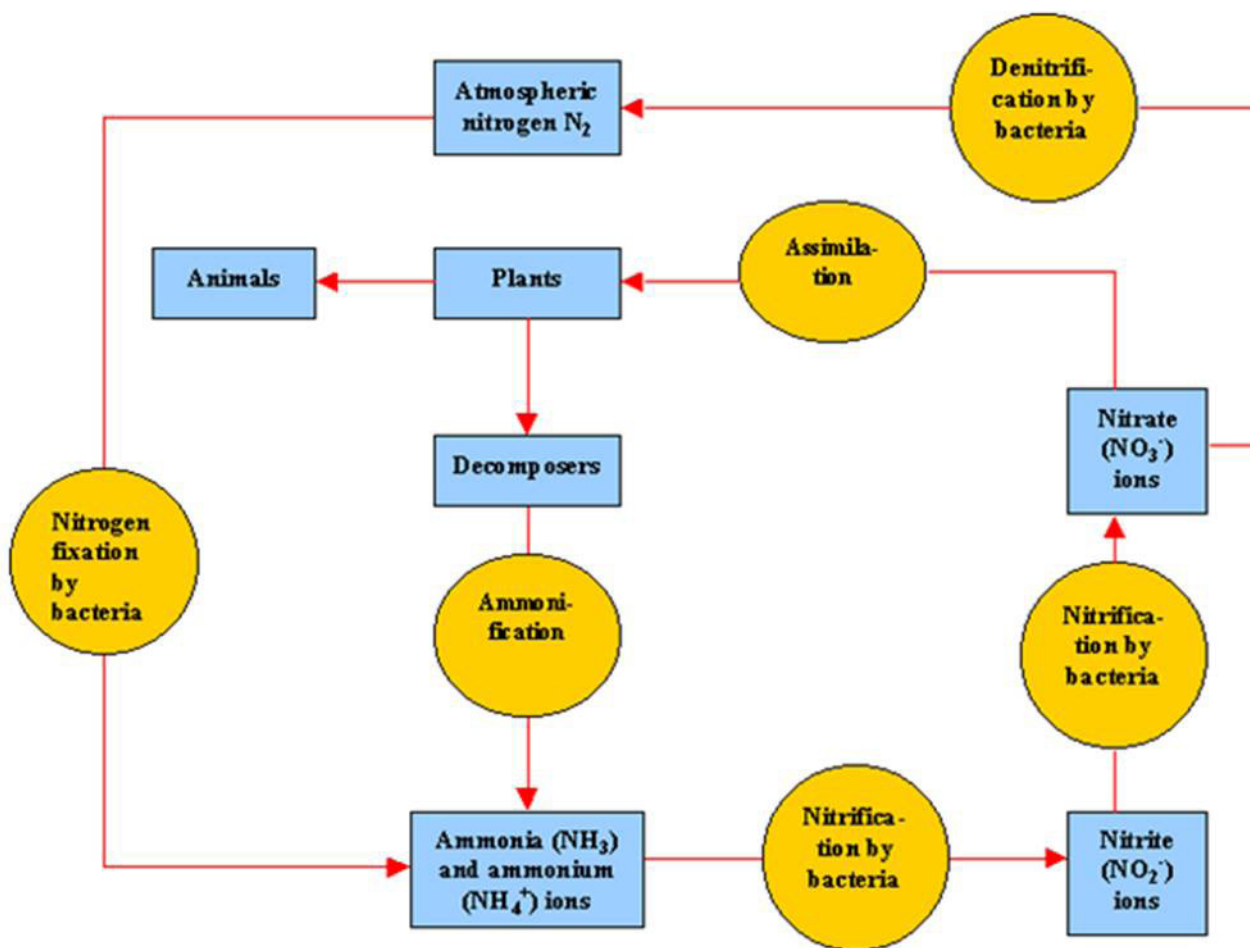 Atmospheric
nitrogen N₂
Denitrifi-
cation by
bacteria
Animals
Plants
Assimila-
tion
Decomposers
Nitrate
(NO₃⁻)
ions
Nitrogen
fixation
by
bacteria
Ammoni-
fication
Nitrifica-
tion by
bacteria
Ammonia (NH₃)
and ammonium
(NH₄⁺) ions
Nitrifica-
tion by
bacteria
Nitrite
(NO₂⁻)
ions